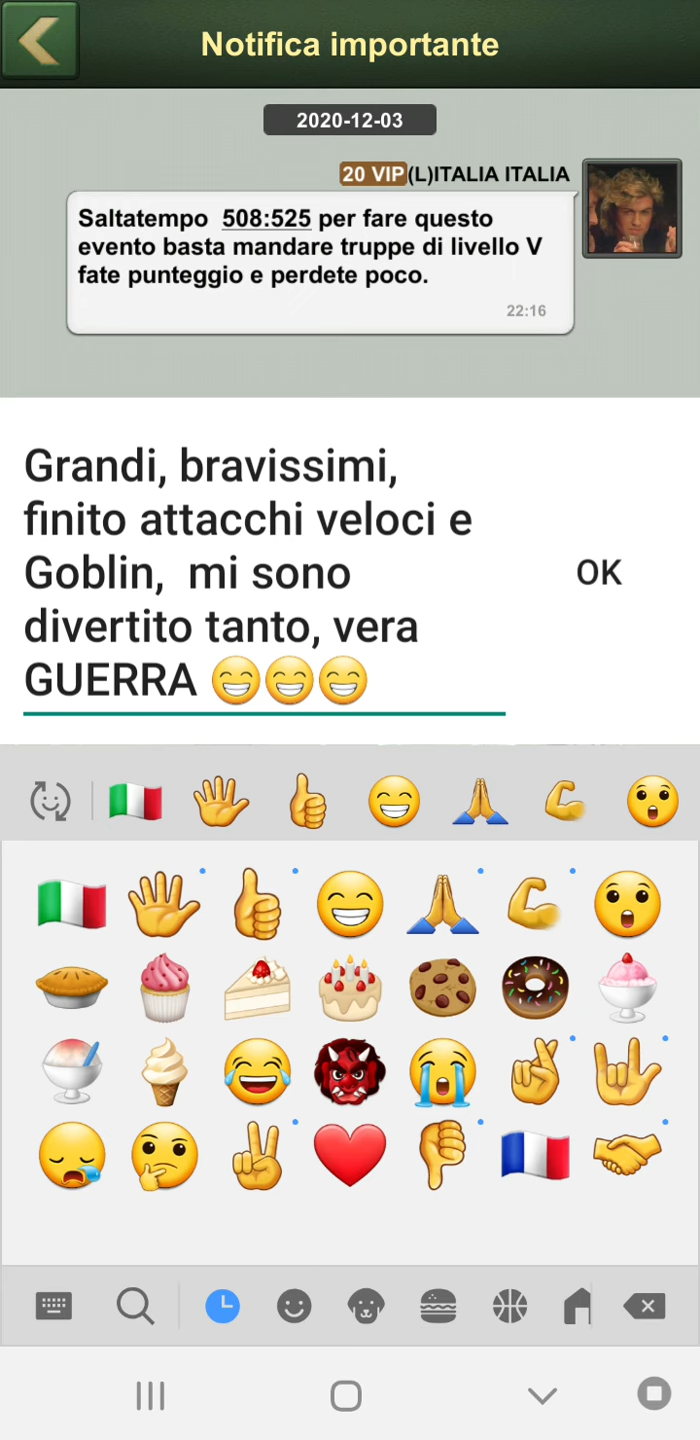 Notifica importante
2020-12-03
20 VIP(L)ITALIA ITALIA
Saltatempo 508:525 per fare questo
evento basta mandare truppe di livello V
fate punteggio e perdete poco.
22:16
Grandi, bravissimi,
finito attacchi veloci e
Goblin, mi sono
divertito tanto, vera
GUERRA 😁😁😁
OK